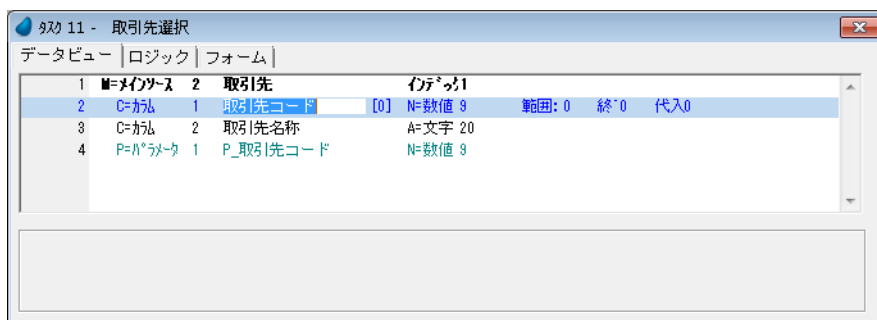 ﾀｽｸ 11 - 取引先選択
データビュー ロジック フォーム
1 M=ﾒｲﾝｿｰｽ 2 取引先 ｲﾝﾃﾞｯｸｽ1
2 C=ｶﾗﾑ 1 取引先コード [0] N=数値 9 範囲: 0 終: 0 代入0
3 C=ｶﾗﾑ 2 取引先名称 A=文字 20
4 P=ﾊﾟﾗﾒｰﾀ 1 P_取引先コード N=数値 9